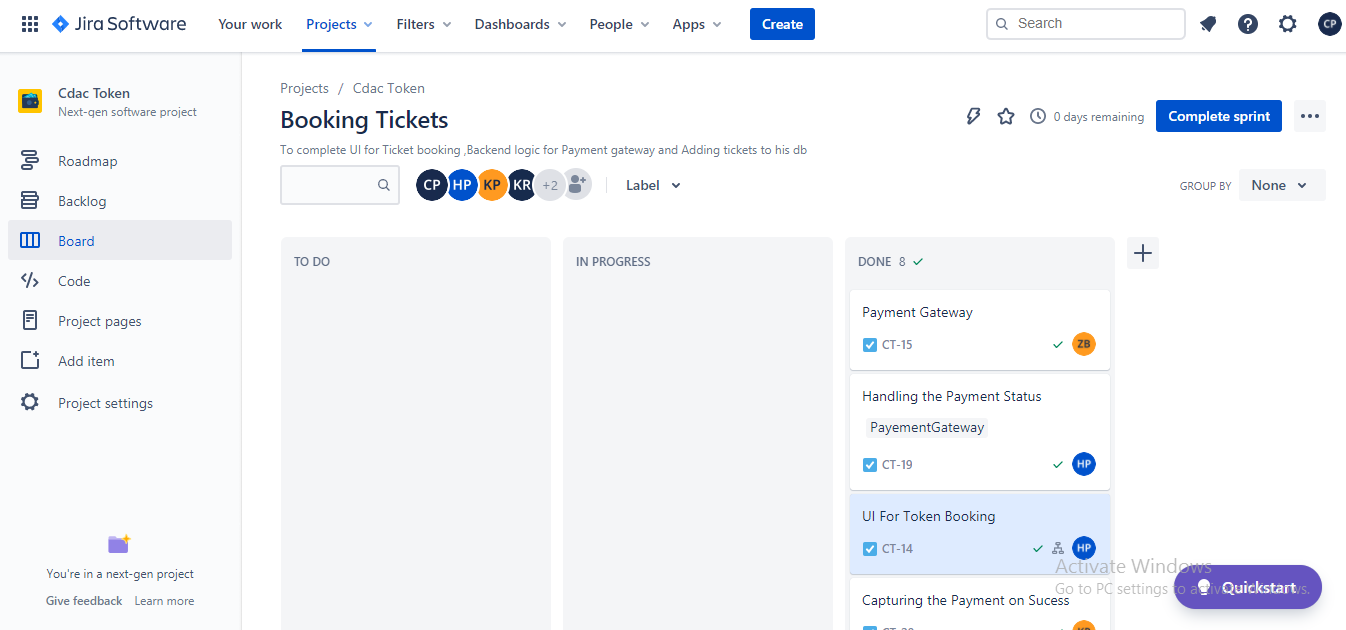 Jira Software Your work Projects Filters Dashboards People Apps Create Search CP
Cdac Token
Next-gen software project
Roadmap
Backlog
Board
Code
Project pages
Add item
Project settings
You're in a next-gen project
Give feedback Learn more
Projects / Cdac Token
Booking Tickets
0 days remaining Complete sprint
To complete UI for Ticket booking ,Backend logic for Payment gateway and Adding tickets to his db
CP HP KP KR +2 Label GROUP BY None
TO DO IN PROGRESS DONE 8
Payment Gateway
CT-15 ZB
Handling the Payment Status
PayementGateway
CT-19 HP
UI For Token Booking
CT-14 HP
Activate Windows
Go to PC settings to activate Windows.
Quickstart
Capturing the Payment on Sucess